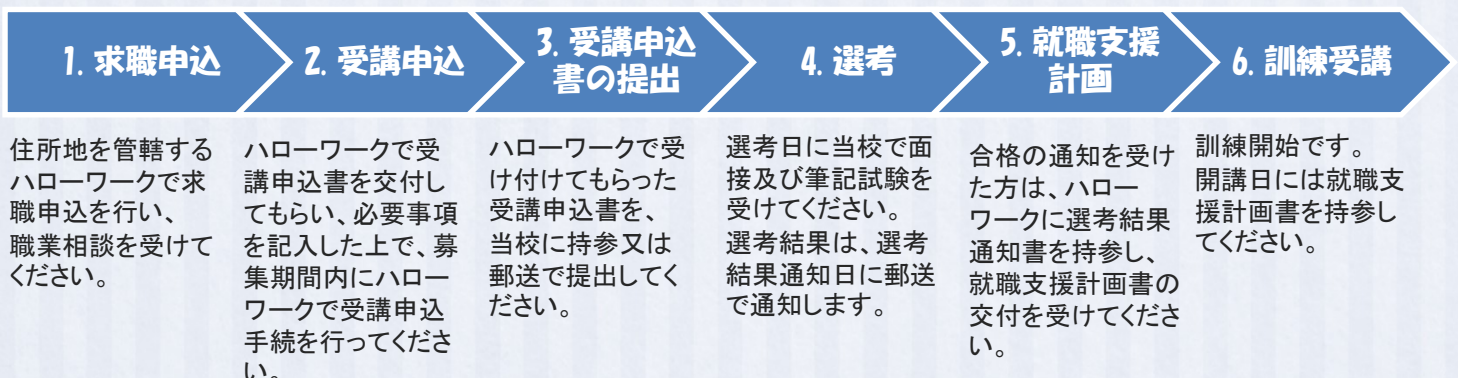 1. 求職申込
2. 受講申込
3. 受講申込
書の提出
4. 選考
5. 就職支援
計画
6. 訓練受講
住所地を管轄する
ハローワークで求
職申込を行い、
職業相談を受けて
ください。
ハローワークで受
講申込書を交付し
てもらい、必要事項
を記入した上で、募
集期間内にハロー
ワークで受講申込
手続を行ってくださ
い。
ハローワークで受
け付けてもらった
受講申込書を、
当校に持参又は
郵送で提出してく
ださい。
選考日に当校で面
接及び筆記試験を
受けてください。
選考結果は、選考
結果通知日に郵送
で通知します。
合格の通知を受け
た方は、ハロー
ワークに選考結果
通知書を持参し、
就職支援計画書の
交付を受けてくださ
い。
訓練開始です。
開講日には就職支
援計画書を持参し
てください。